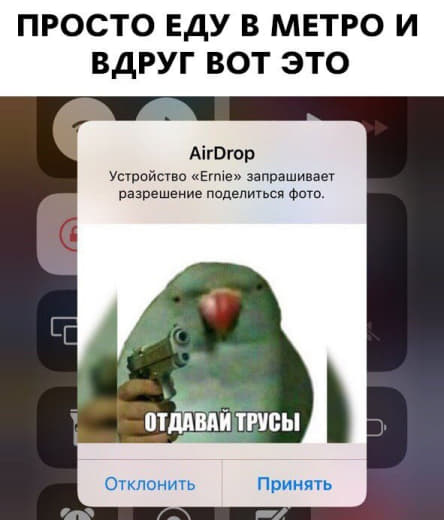 ПРОСТО ЕДУ В МЕТРО И
ВДРУГ ВОТ ЭТО
AirDrop
Устройство «Ernie» запрашивает
разрешение поделиться фото.
ОТДАВАЙ ТРУСЫ
Отклонить
Принять